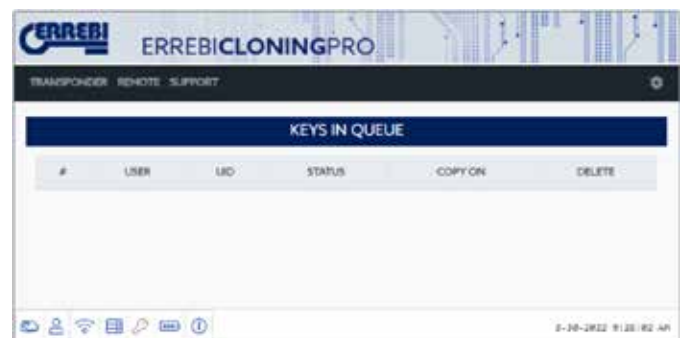 ERREBI
ERREBICLONINGPRO
TRANSPONDER REMOTE SUPPORT
KEYS IN QUEUE
# USER UID STATUS COPY ON DELETE